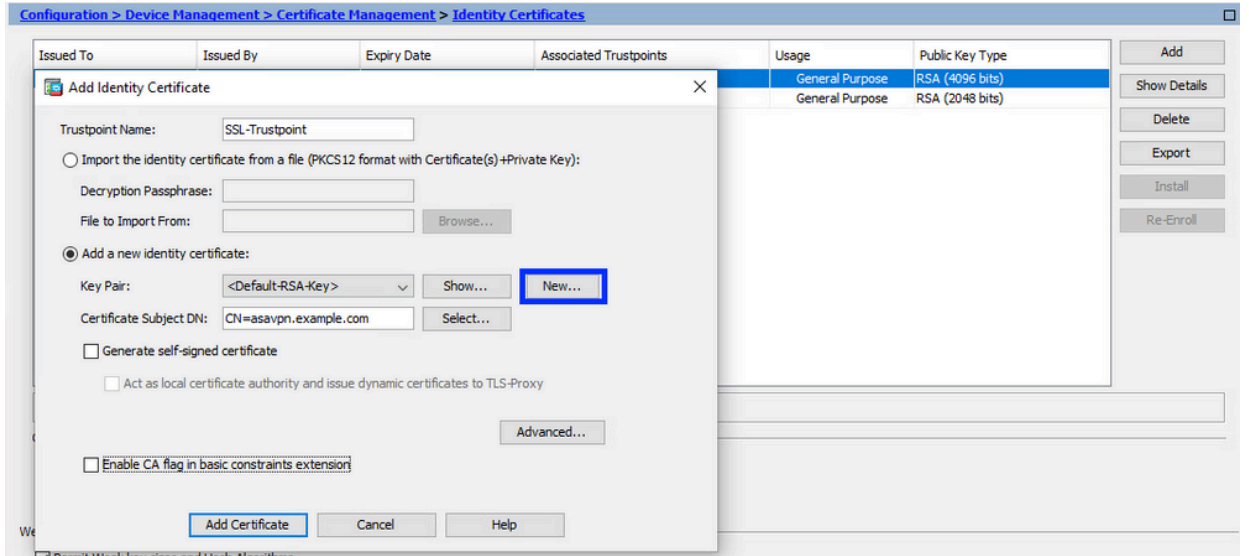 Configuration > Device Management > Certificate Management > Identity Certificates
Issued To Issued By Expiry Date Associated Trustpoints Usage Public Key Type
General Purpose RSA (4096 bits)
General Purpose RSA (2048 bits)
Add
Show Details
Delete
Export
Install
Re-Enroll
Add Identity Certificate
Trustpoint Name: SSL-Trustpoint
Import the identity certificate from a file (PKCS12 format with Certificate(s)+Private Key):
Decryption Passphrase:
File to Import From: Browse...
Add a new identity certificate:
Key Pair: <Default-RSA-Key> Show... New...
Certificate Subject DN: CN=asavpn.example.com Select...
Generate self-signed certificate
Act as local certificate authority and issue dynamic certificates to TLS-Proxy
Advanced...
Enable CA flag in basic constraints extension
Add Certificate Cancel Help
We